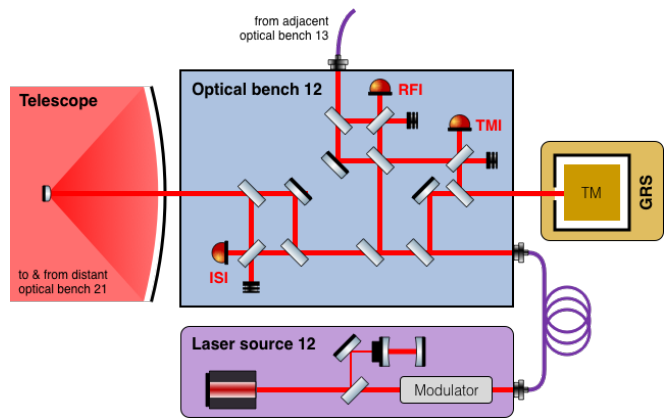 from adjacent
optical bench 13
Telescope
Optical bench 12
RFI
TMI
TM
GRS
ISI
to & from distant
optical bench 21
Laser source 12
Modulator